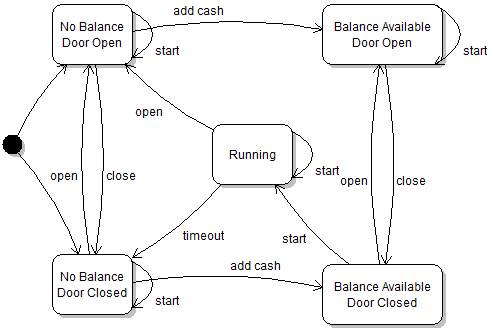 No Balance
Door Open
start
add cash
Balance Available
Door Open
start
open
Running
start
open
close
open
close
timeout
start
No Balance
Door Closed
start
add cash
Balance Available
Door Closed